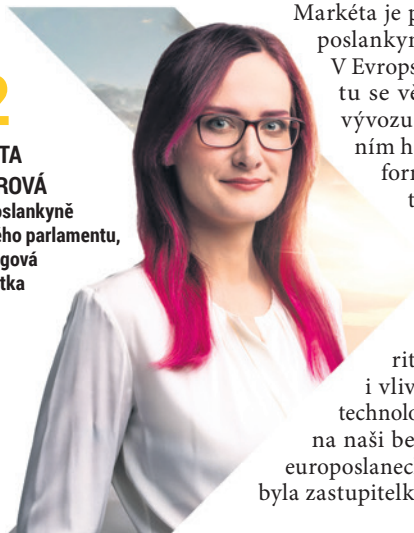 2
TA
ROVÁ
oslankyně
ého parlamentu,
gová
tka
Markéta je p
poslankyn
V Evrops
tu se vě
vývozu
ním h
form
t
rit
i vliv
technolo
na naši be
europoslanec
byla zastupitelk